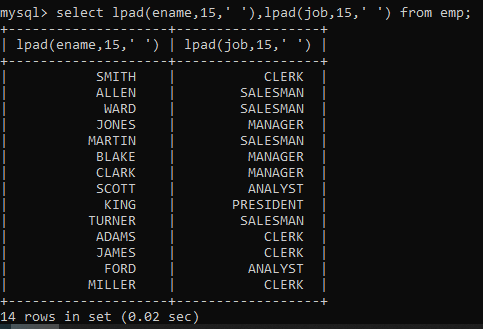 mysql> select lpad(ename,15,' '),lpad(job,15,' ') from emp;
+--------------------+------------------+
| lpad(ename,15,' ') | lpad(job,15,' ') |
+--------------------+------------------+
|           SMITH    |           CLERK  |
|           ALLEN    |        SALESMAN  |
|            WARD    |        SALESMAN  |
|           JONES    |         MANAGER  |
|          MARTIN    |        SALESMAN  |
|           BLAKE    |         MANAGER  |
|           CLARK    |         MANAGER  |
|           SCOTT    |         ANALYST  |
|            KING    |       PRESIDENT  |
|          TURNER    |        SALESMAN  |
|           ADAMS    |           CLERK  |
|           JAMES    |           CLERK  |
|            FORD    |         ANALYST  |
|          MILLER    |           CLERK  |
+--------------------+------------------+
14 rows in set (0.02 sec)